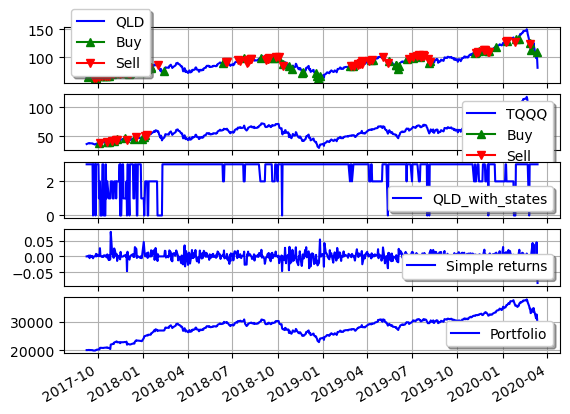 QLD
Buy
Sell
100
50
TQQQ
Buy
Sell
100
50
QLD_with_states
2
0
Simple returns
0.05
0.00
−0.05
Portfolio
30000
20000
2017-10
2018-01
2018-04
2018-07
2018-10
2019-01
2019-04
2019-07
2019-10
2020-01
2020-04